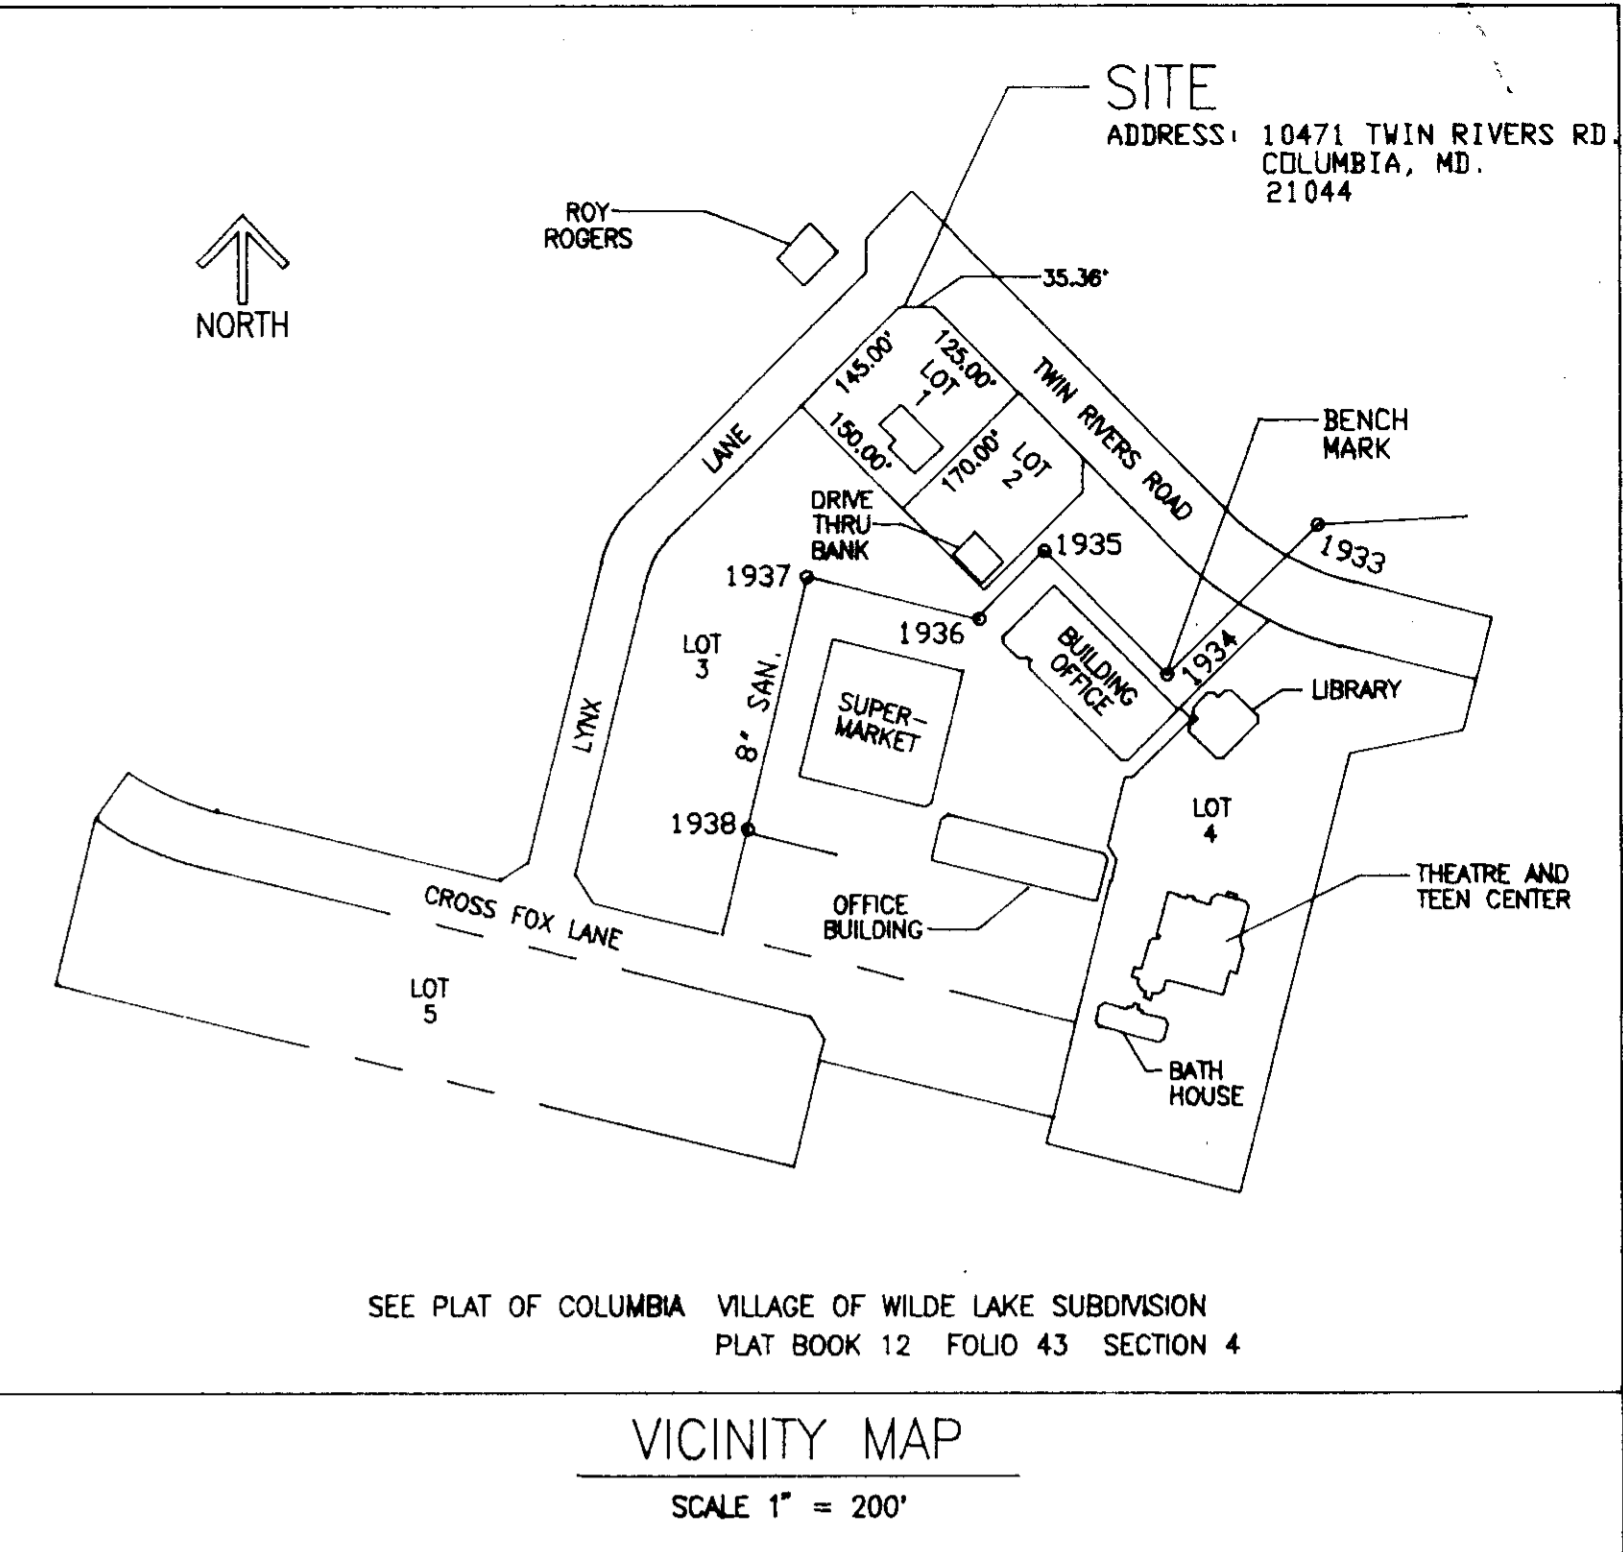 SITE
ADDRESS: 10471 TWIN RIVERS RD.
COLUMBIA, MD.
21044
ROY
ROGERS
NORTH
35.36'
145.00'
125.00'
LOT
1
150.00'
170.00'
LOT
2
TWIN RIVERS ROAD
LANE
BENCH
MARK
DRIVE
THRU
BANK
1935
1933
1937
1936
1934
LOT
3
8" SAN.
BUILDING
OFFICE
LIBRARY
SUPER-
MARKET
LYNX
1938
LOT
4
THEATRE AND
TEEN CENTER
CROSS FOX LANE
OFFICE
BUILDING
LOT
5
BATH
HOUSE
SEE PLAT OF COLUMBIA VILLAGE OF WILDE LAKE SUBDIVISION
PLAT BOOK 12 FOLIO 43 SECTION 4
VICINITY MAP
SCALE 1" = 200'